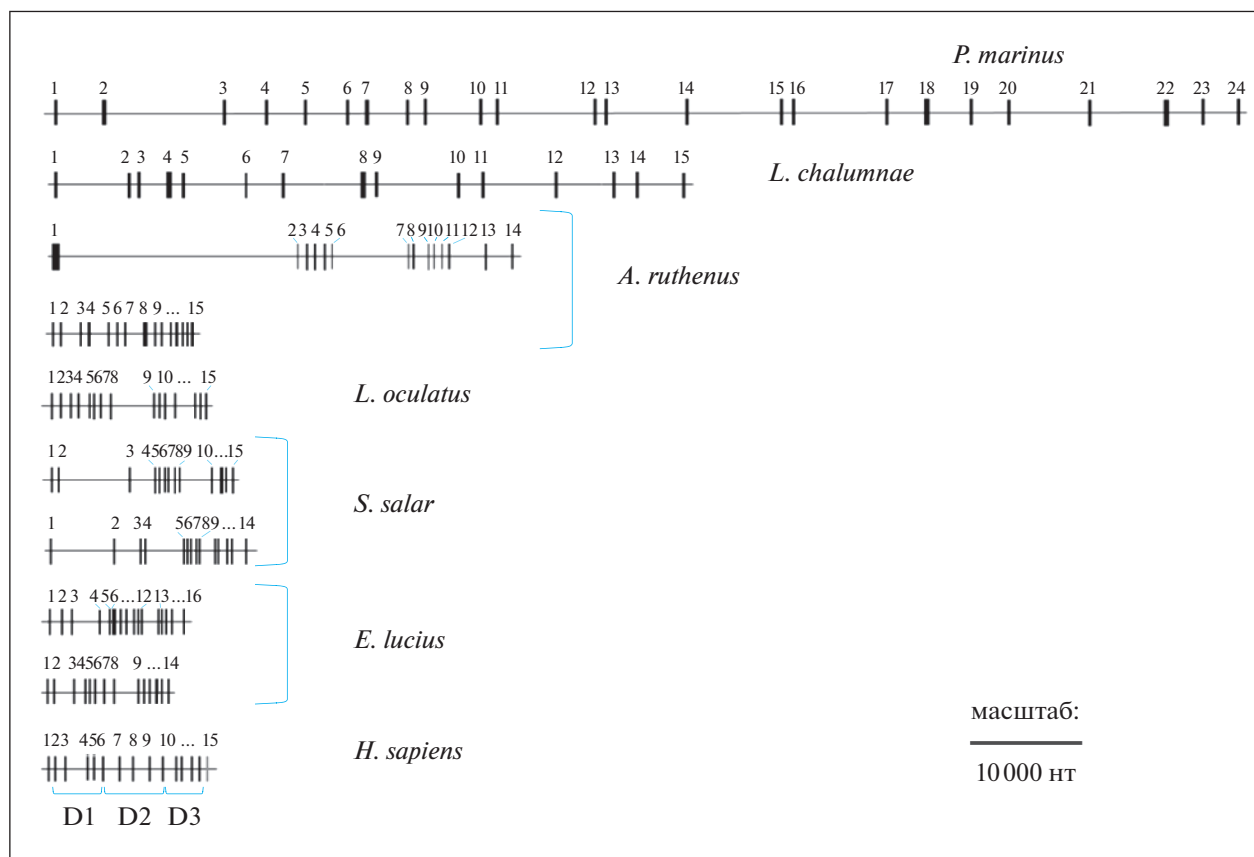 P. marinus
1 2 3 4 5 6 7 8 9 10 11 12 13 14 15 16 17 18 19 20 21 22 23 24
1 2 3 4 5 6 7 8 9 10 11 12 13 14 15
L. chalumnae
1 2 3 4 5 6 7 8 9 10 11 12 13 14
A. ruthenus
1 2 3 4 5 6 7 8 9 ... 15
1 2 3 4 5 6 7 8 9 10 ... 15
L. oculatus
1 2 3 4 5 6 7 8 9 10 ... 15
S. salar
1 2 3 4 5 6 7 8 9 ... 14
1 2 3 4 5 6 ... 12 13 ... 16
E. lucius
1 2 3 4 5 6 7 8 9 ... 14
1 2 3 4 5 6 7 8 9 10 ... 15
H. sapiens
D1 D2 D3
масштаб:
10 000 нт